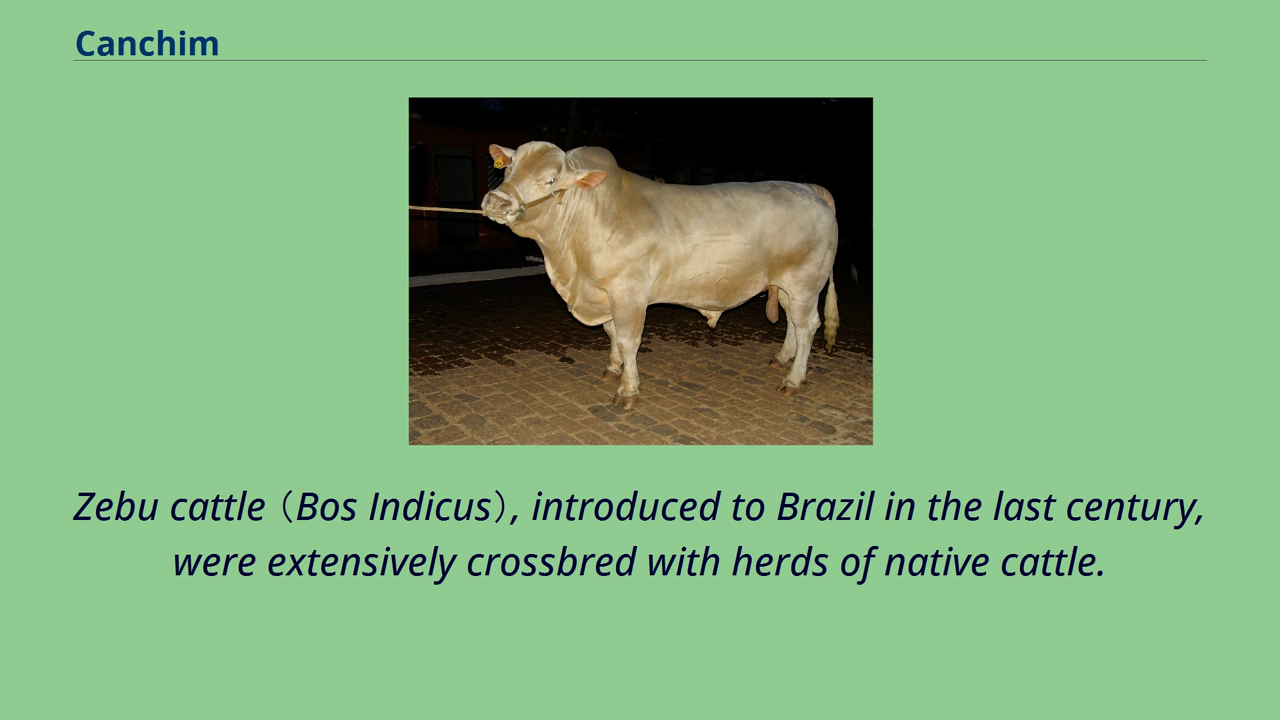 Canchim
Zebu cattle（Bos Indicus）, introduced to Brazil in the last century,
were extensively crossbred with herds of native cattle.